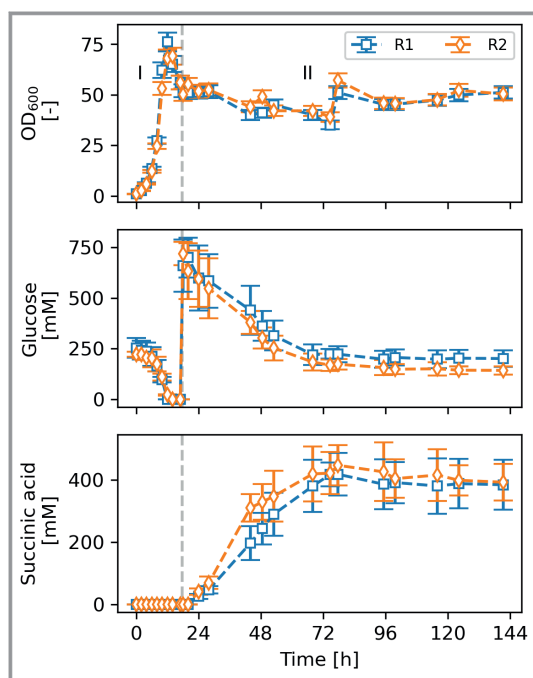 75
50
25
0
OD600
[-]
I
II
R1
R2
750
500
250
0
Glucose
[mM]
400
200
0
Succinic acid
[mM]
0 24 48 72 96 120 144
Time [h]